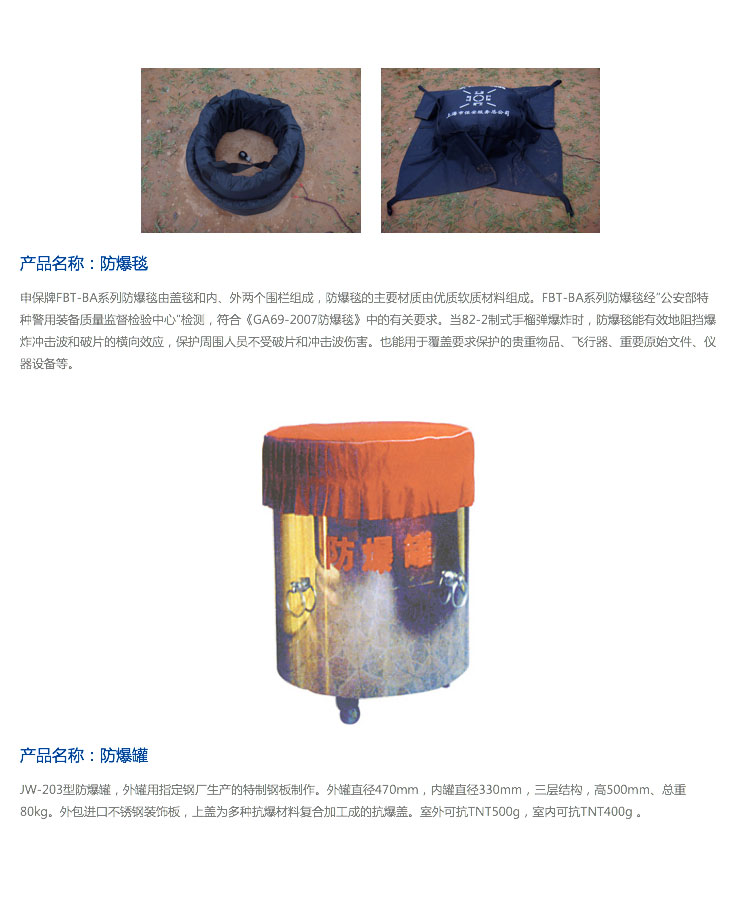 上海市保安服务总公司
产品名称：防爆毯
申保牌FBT-BA系列防爆毯由盖毯和内、外两个围栏组成，防爆毯的主要材质由优质软质材料组成。FBT-BA系列防爆毯经"公安部特
种警用装备质量监督检验中心"检测，符合《GA69-2007防爆毯》中的有关要求。当82-2制式手榴弹爆炸时，防爆毯能有效地阻挡爆
炸冲击波和破片的横向效应，保护周围人员不受破片和冲击波伤害。也能用于覆盖要求保护的贵重物品、飞行器、重要原始文件、仪
器设备等。
防爆罐
产品名称：防爆罐
JW-203型防爆罐，外罐用指定钢厂生产的特制钢板制作。外罐直径470mm，内罐直径330mm，三层结构，高500mm、总重
80kg。外包进口不锈钢装饰板，上盖为多种抗爆材料复合加工成的抗爆盖。室外可抗TNT500g，室内可抗TNT400g 。